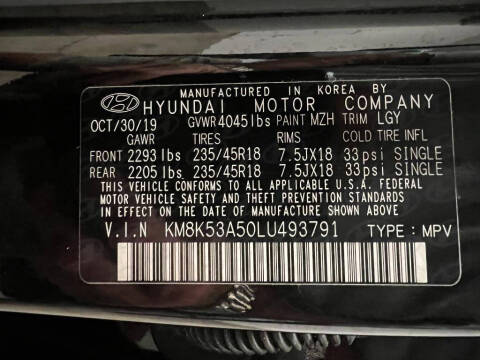 MANUFACTURED IN KOREA BY
HYUNDAI MOTOR COMPANY
OCT/30/19 GVWR 4045 lbs PAINT MZH TRIM LGY
GAWR TIRES RIMS COLD TIRE INFL
FRONT 2293 lbs 235/45R18 7.5JX18 33psi SINGLE
REAR 2205 lbs 235/45R18 7.5JX18 33psi SINGLE
THIS VEHICLE CONFORMS TO ALL APPLICABLE U.S.A. FEDERAL
MOTOR VEHICLE SAFETY AND THEFT PREVENTION STANDARDS
IN EFFECT ON THE DATE OF MANUFACTURE SHOWN ABOVE.
V.I.N KM8K53A50LU493791 TYPE: MPV